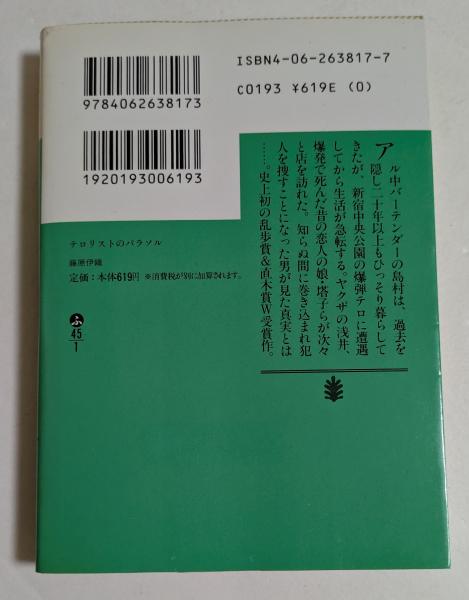 ISBN4-06-263817-7
C0193 ¥619E (0)
9784062638173
1920193006193
テロリストのパラソル
藤原伊織
定価：本体619円 ※消費税が別に加算されます。
ふ
45
1
アル中バーテンダーの島村は、過去を
隠し二十年以上もひっそり暮らして
きたが、新宿中央公園の爆弾テロに遭遇
してから生活が急転する。ヤクザの浅井、
爆発で死んだ昔の恋人の娘・塔子らが次々
と店を訪れた。知らぬ間に巻き込まれ犯
人を捜すことになった男が見た真実とは
……。史上初の乱歩賞&直木賞W受賞作。